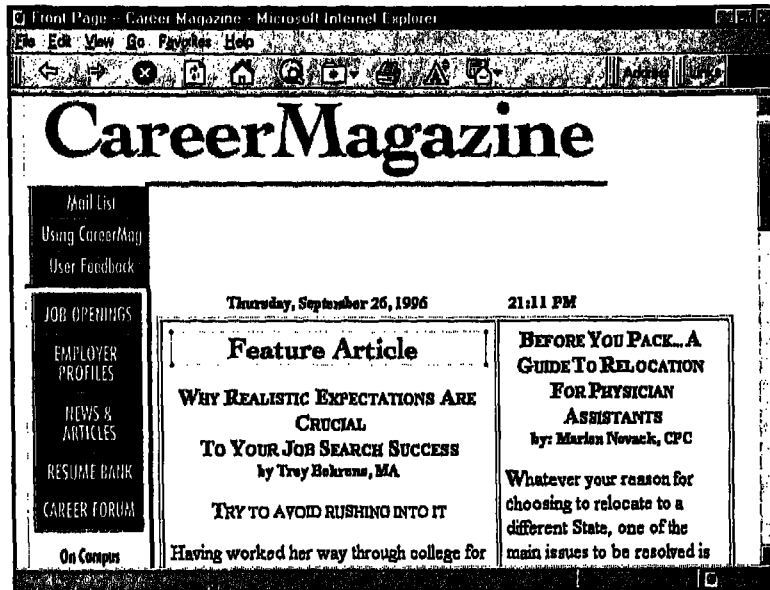 Front Page - Career Magazine - Microsoft Internet Explorer
File Edit View Go Favorites Help
Address Links
CareerMagazine
Mail List
Using CareerMag
User Feedback
JOB OPENINGS
EMPLOYER
PROFILES
NEWS &
ARTICLES
RESUME BANK
CAREER FORUM
On Campus
Thursday, September 26, 1996 21:11 PM
Feature Article
WHY REALISTIC EXPECTATIONS ARE
CRUCIAL
TO YOUR JOB SEARCH SUCCESS
by Troy Behrens, MA
TRY TO AVOID RUSHING INTO IT
Having worked her way through college for
BEFORE YOU PACK... A
GUIDE TO RELOCATION
FOR PHYSICIAN
ASSISTANTS
by: Marlen Novack, CPC
Whatever your reason for
choosing to relocate to a
different State, one of the
main issues to be resolved is